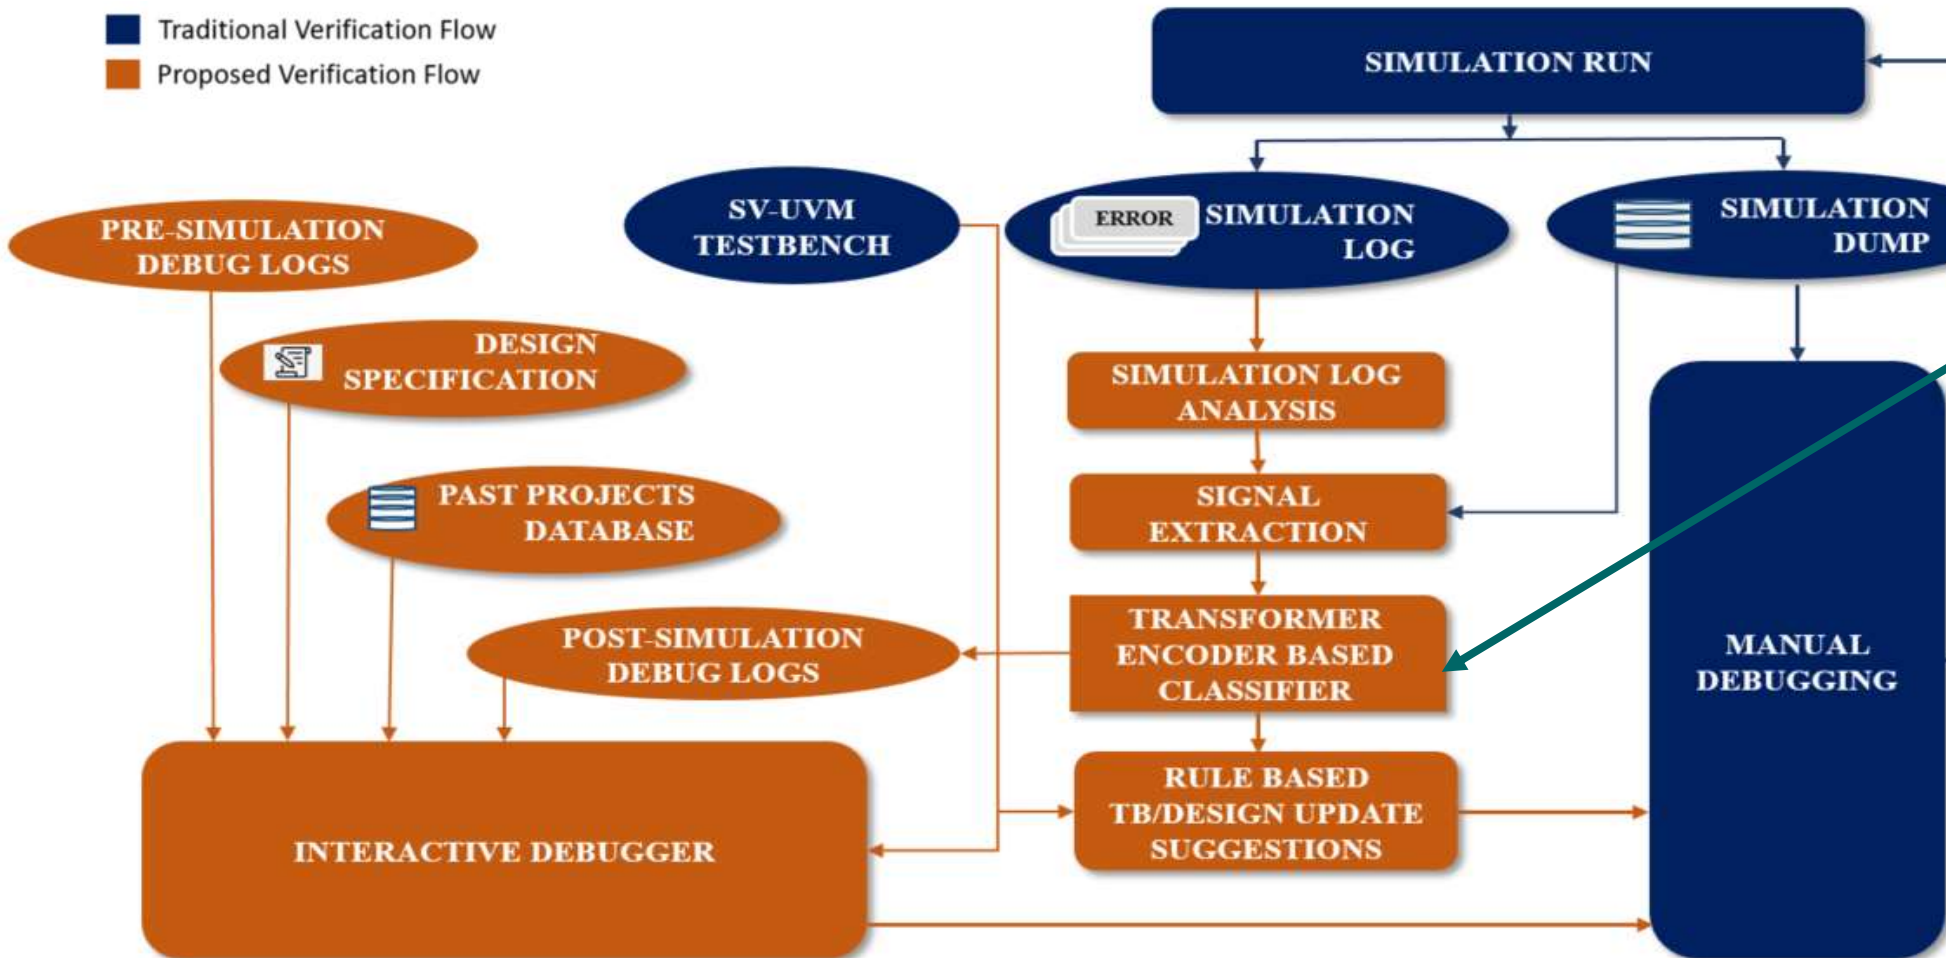 Traditional Verification Flow
Proposed Verification Flow
SIMULATION RUN
PRE-SIMULATION
DEBUG LOGS
SV-UVM
TESTBENCH
ERROR
SIMULATION
LOG
SIMULATION
DUMP
DESIGN
SPECIFICATION
SIMULATION LOG
ANALYSIS
PAST PROJECTS
DATABASE
SIGNAL
EXTRACTION
POST-SIMULATION
DEBUG LOGS
TRANSFORMER
ENCODER BASED
CLASSIFIER
MANUAL
DEBUGGING
INTERACTIVE DEBUGGER
RULE BASED
TB/DESIGN UPDATE
SUGGESTIONS